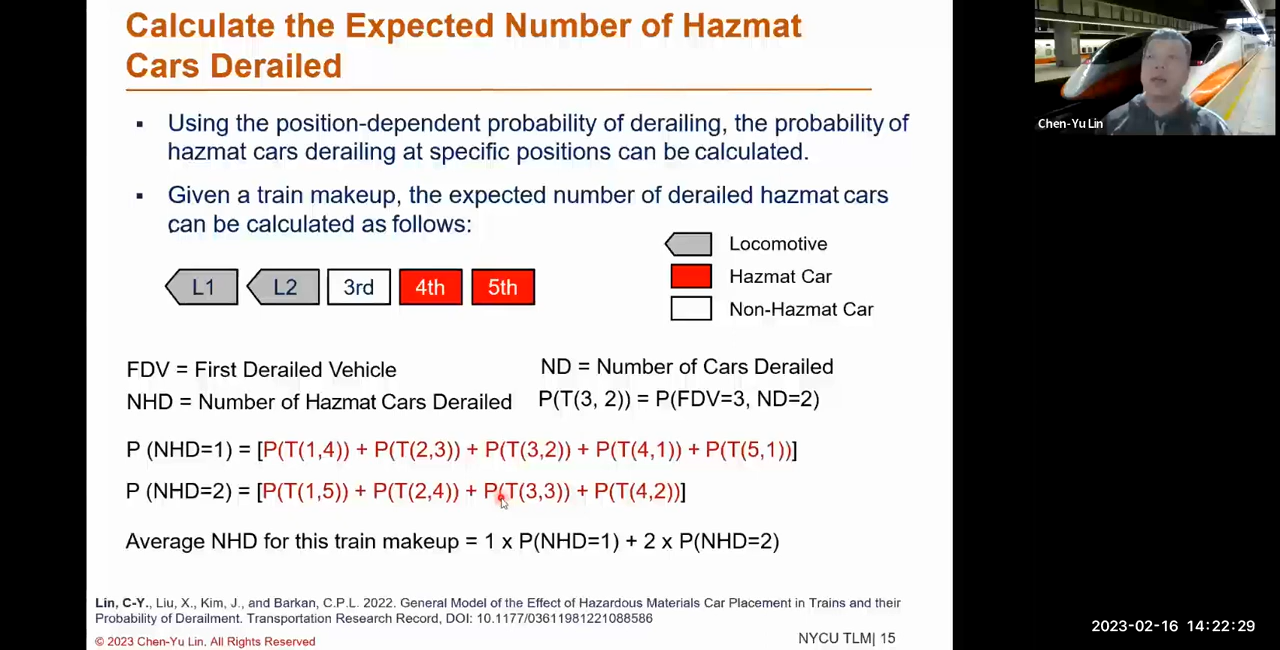 Calculate the Expected Number of Hazmat
Cars Derailed
Using the position-dependent probability of derailing, the probability of
hazmat cars derailing at specific positions can be calculated.
Given a train makeup, the expected number of derailed hazmat cars
can be calculated as follows:
Locomotive
Hazmat Car
Non-Hazmat Car
L1 L2 3rd 4th 5th
FDV = First Derailed Vehicle
ND = Number of Cars Derailed
NHD = Number of Hazmat Cars Derailed
P(T(3, 2)) = P(FDV=3, ND=2)
P (NHD=1) = [P(T(1,4)) + P(T(2,3)) + P(T(3,2)) + P(T(4,1)) + P(T(5,1))]
P (NHD=2) = [P(T(1,5)) + P(T(2,4)) + P(T(3,3)) + P(T(4,2))]
Average NHD for this train makeup = 1 x P(NHD=1) + 2 x P(NHD=2)
Lin, C-Y., Liu, X., Kim, J., and Barkan, C.P.L. 2022. General Model of the Effect of Hazardous Materials Car Placement in Trains and their
Probability of Derailment. Transportation Research Record, DOI: 10.1177/03611981221088586
© 2023 Chen-Yu Lin. All Rights Reserved
NYCU TLM| 15
Chen-Yu Lin
2023-02-16 14:22:29